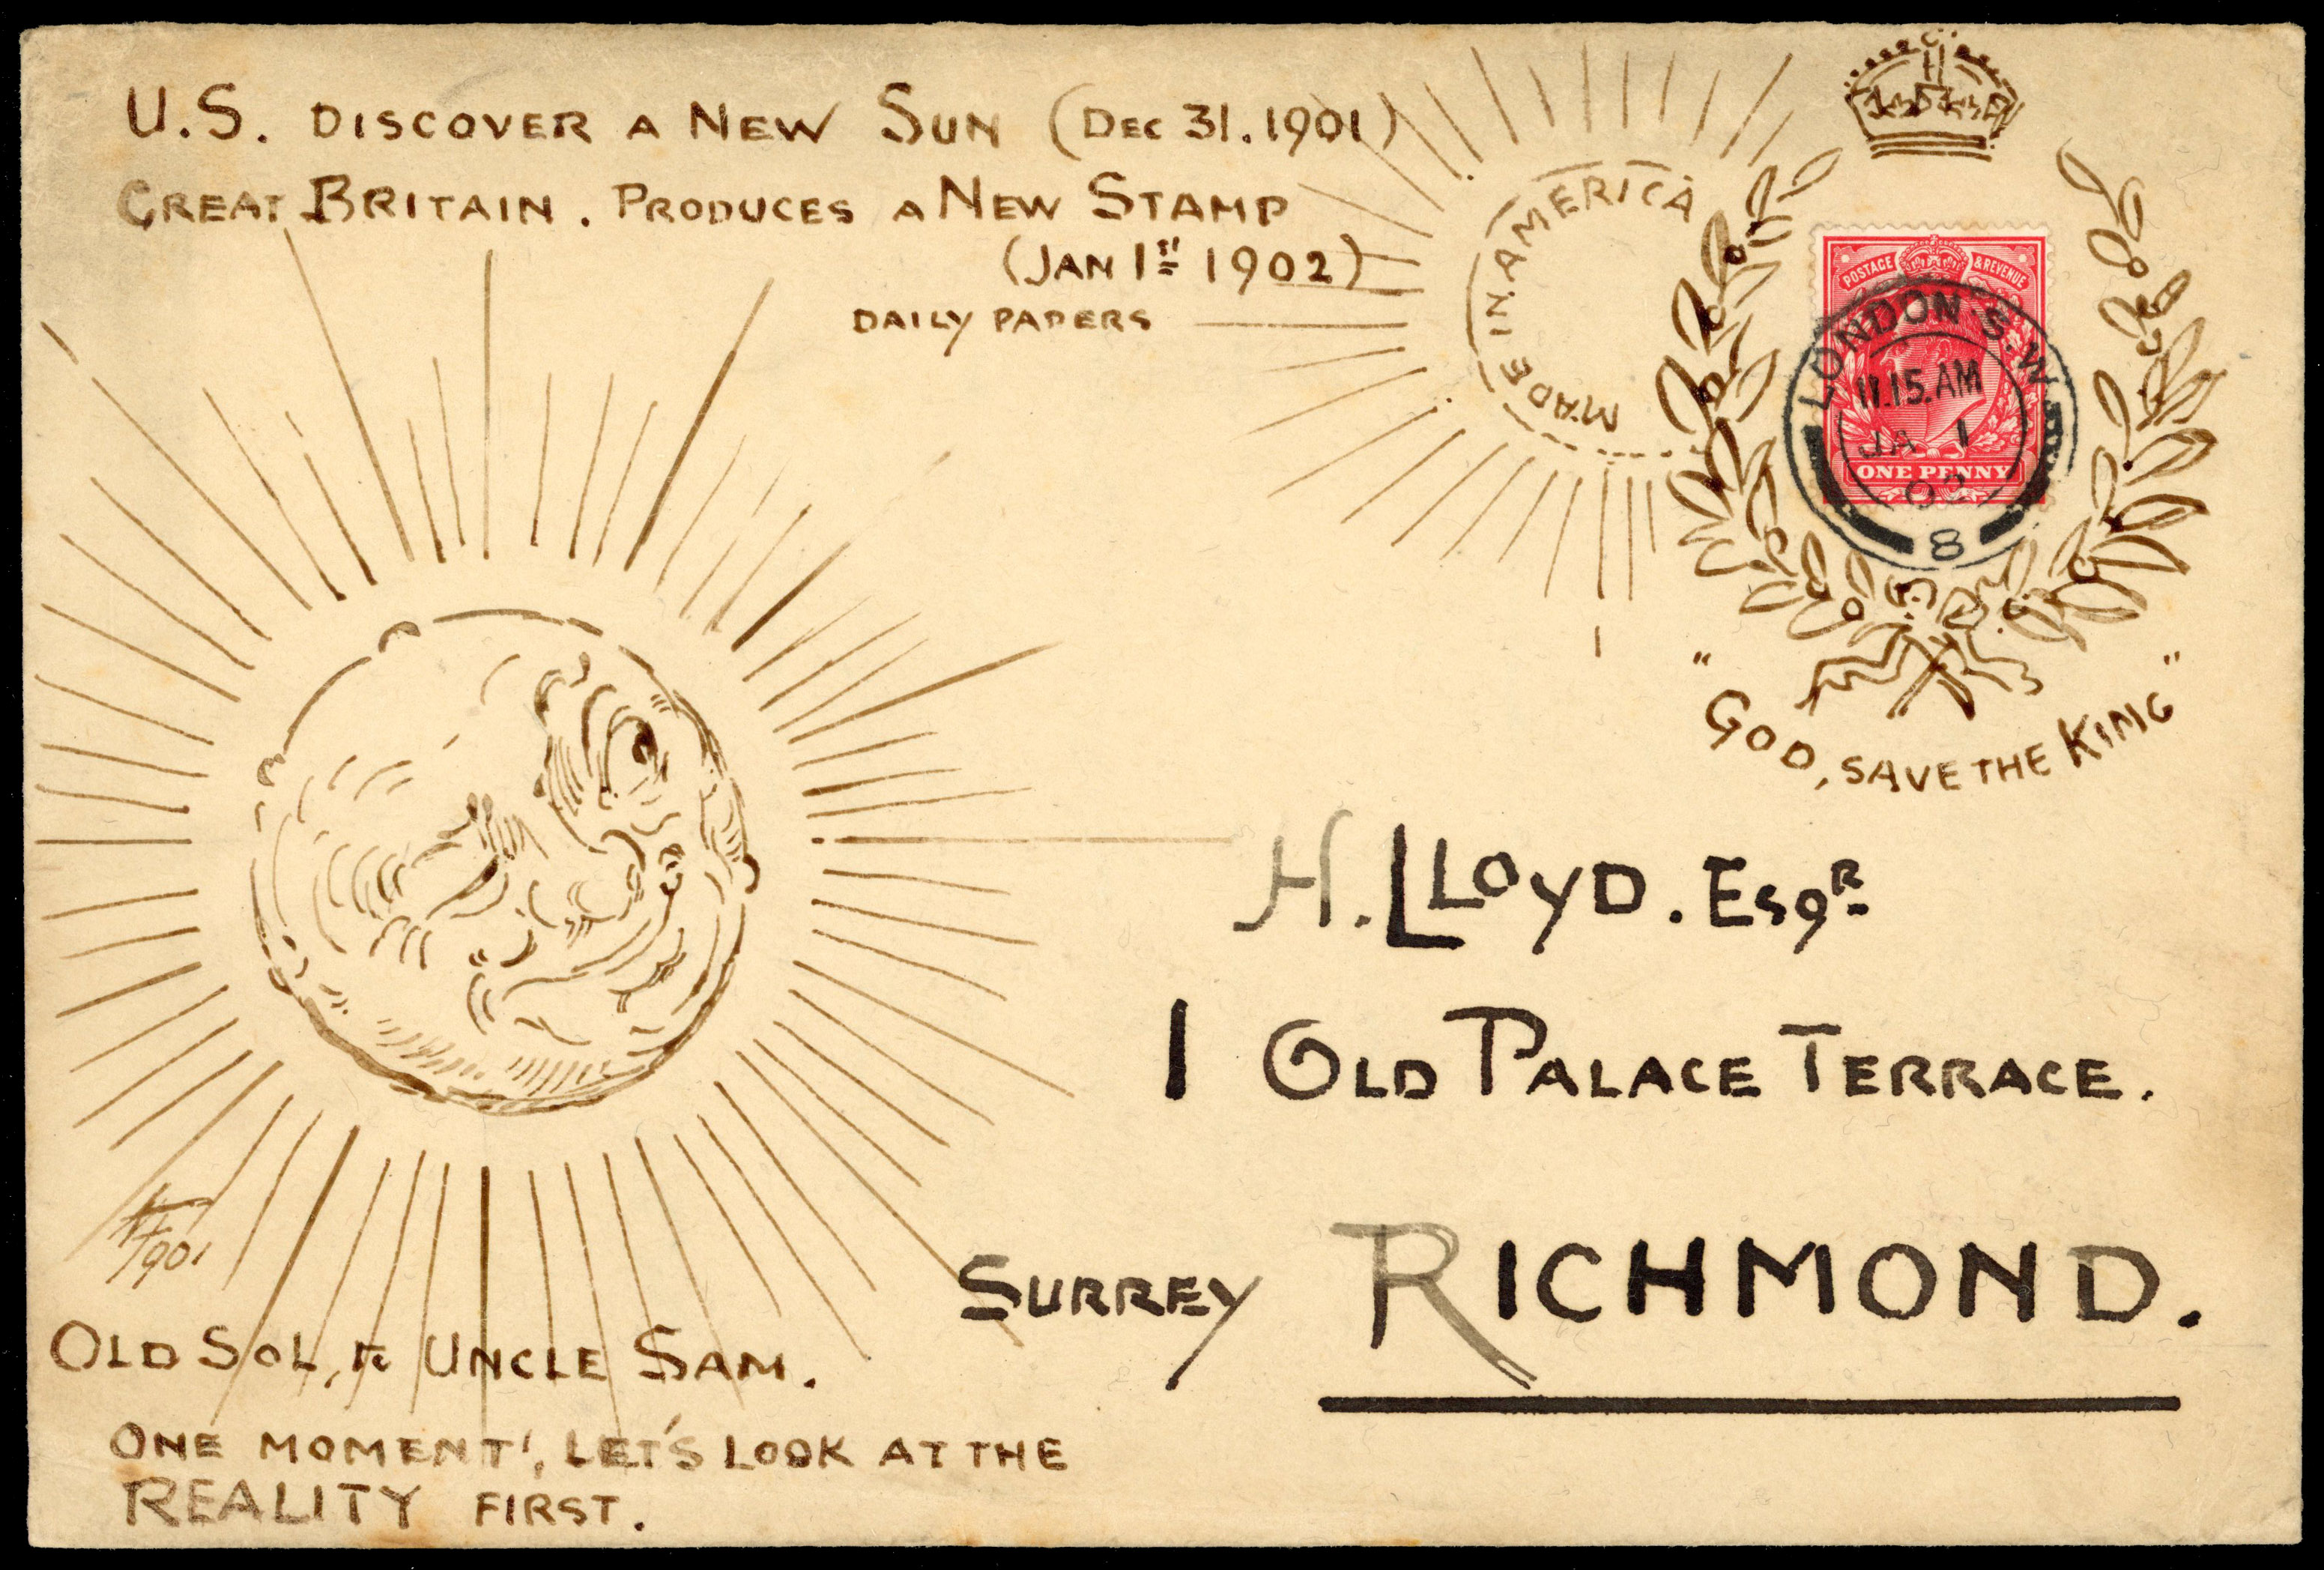 U.S. DISCOVER A NEW SUN (DEC 31.1901)
GREAT BRITAIN. PRODUCES A NEW STAMP
(JAN 1ST 1902)
DAILY PAPERS
MADE IN AMERICA
POSTAGE & REVENUE
LONDON.S.W.
11.15.AM
JA 1
02
8
ONE PENNY
"GOD, SAVE THE KING"
H. LLOYD. ESQR
1 OLD PALACE TERRACE.
SURREY RICHMOND.
1901
OLD SOL, TO UNCLE SAM.
ONE MOMENT', LET'S LOOK AT THE
REALITY FIRST.